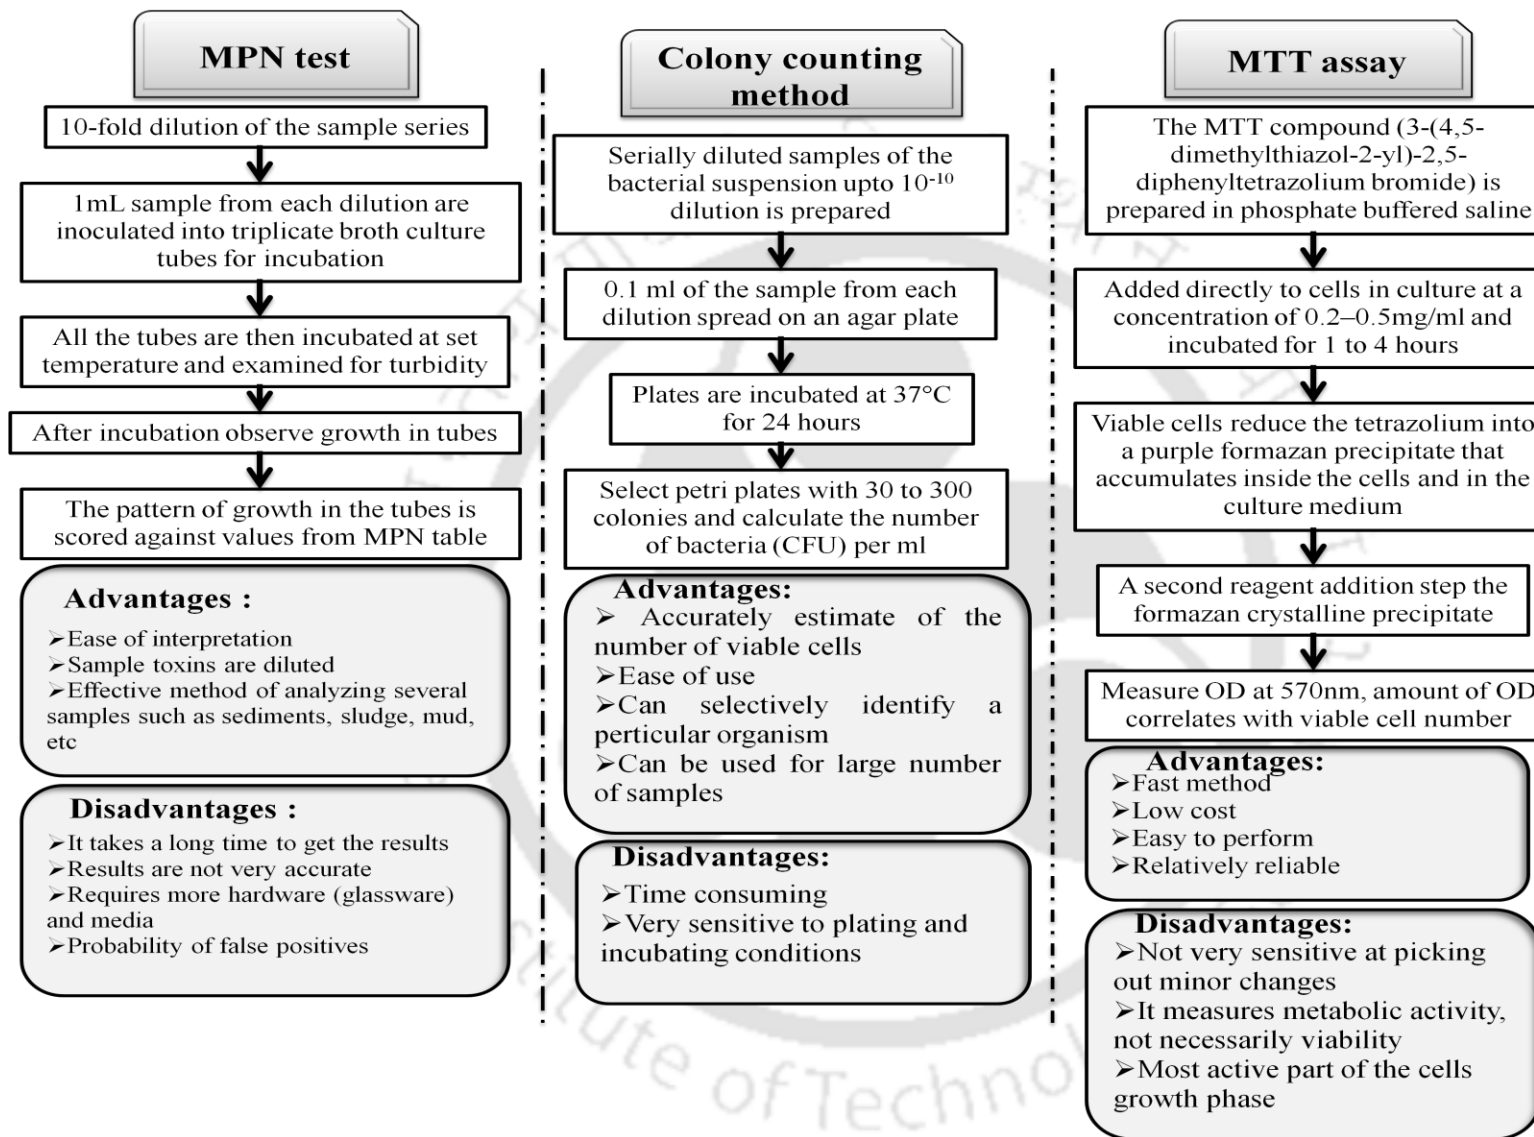 MPN test
10-fold dilution of the sample series
1mL sample from each dilution are
inoculated into triplicate broth culture
tubes for incubation
All the tubes are then incubated at set
temperature and examined for turbidity
After incubation observe growth in tubes
The pattern of growth in the tubes is
scored against values from MPN table
Advantages :
➢Ease of interpretation
➢Sample toxins are diluted
➢Effective method of analyzing several
samples such as sediments, sludge, mud,
etc
Disadvantages :
➢It takes a long time to get the results
➢Results are not very accurate
➢Requires more hardware (glassware)
and media
➢Probability of false positives
Colony counting
method
Serially diluted samples of the
bacterial suspension upto 10⁻¹⁰
dilution is prepared
0.1 ml of the sample from each
dilution spread on an agar plate
Plates are incubated at 37°C
for 24 hours
Select petri plates with 30 to 300
colonies and calculate the number
of bacteria (CFU) per ml
Advantages:
➢ Accurately estimate of the
number of viable cells
➢Ease of use
➢Can selectively identify a
perticular organism
➢Can be used for large number
of samples
Disadvantages:
➢Time consuming
➢Very sensitive to plating and
incubating conditions
MTT assay
The MTT compound (3-(4,5-
dimethylthiazol-2-yl)-2,5-
diphenyltetrazolium bromide) is
prepared in phosphate buffered saline
Added directly to cells in culture at a
concentration of 0.2–0.5mg/ml and
incubated for 1 to 4 hours
Viable cells reduce the tetrazolium into
a purple formazan precipitate that
accumulates inside the cells and in the
culture medium
A second reagent addition step the
formazan crystalline precipitate
Measure OD at 570nm, amount of OD
correlates with viable cell number
Advantages:
➢Fast method
➢Low cost
➢Easy to perform
➢Relatively reliable
Disadvantages:
➢Not very sensitive at picking
out minor changes
➢It measures metabolic activity,
not necessarily viability
➢Most active part of the cells
growth phase
of